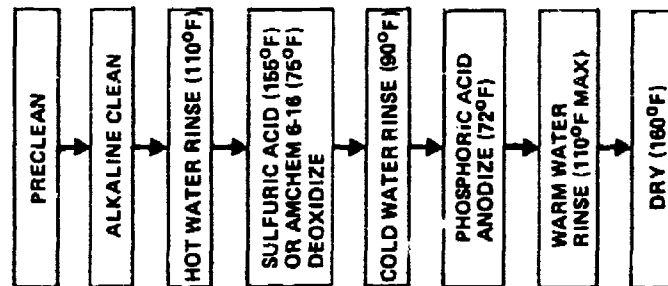 PRECLEAN
ALKALINE CLEAN
HOT WATER RINSE (110°F)
SULFURIC ACID (155°F)
OR AMCHEM 6-16 (75°F)
DEOXIDIZE
COLD WATER RINSE (90°F)
PHOSPHORIC ACID
ANODIZE (72°F)
WARM WATER
RINSE (110°F MAX)
DRY (160°F)